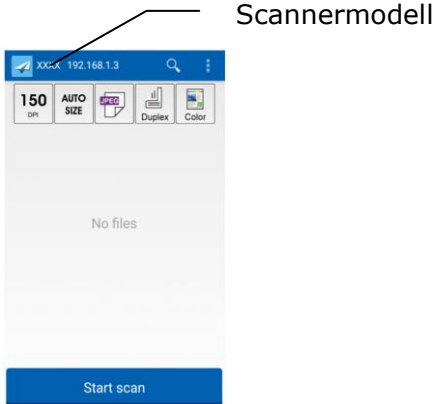 Scannermodell
XXXX 192.168.1.3
150 DPI
AUTO SIZE
JPEG
Duplex
Color
No files
Start scan